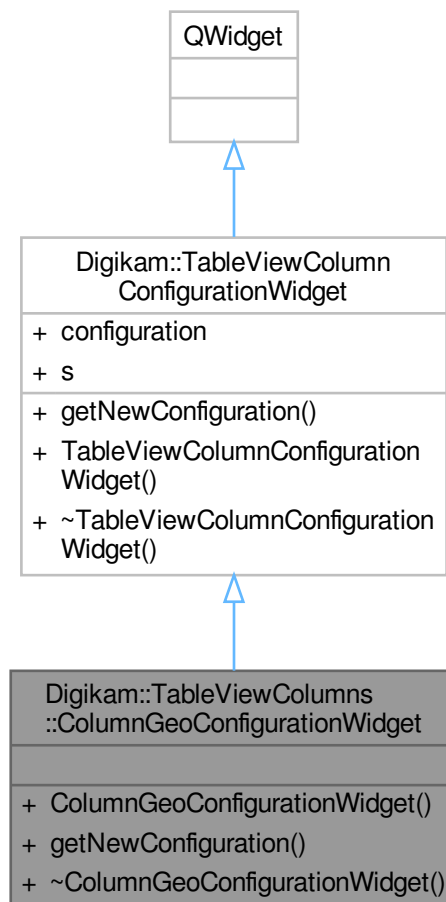 QWidget
Digikam::TableViewColumn
ConfigurationWidget
+ configuration
+ s
+ getNewConfiguration()
+ TableViewColumnConfiguration
Widget()
+ ~TableViewColumnConfiguration
Widget()
Digikam::TableViewColumns
::ColumnGeoConfigurationWidget
+ ColumnGeoConfigurationWidget()
+ getNewConfiguration()
+ ~ColumnGeoConfigurationWidget()